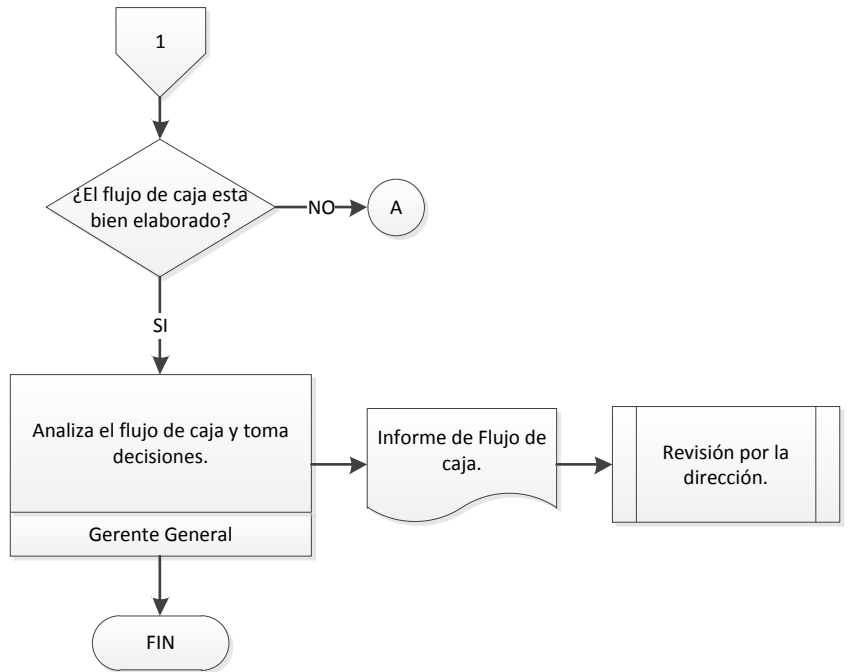 1
¿El flujo de caja esta
bien elaborado?
NO
A
SI
Analiza el flujo de caja y toma
decisiones.
Gerente General
Informe de Flujo de
caja.
Revisión por la
dirección.
FIN